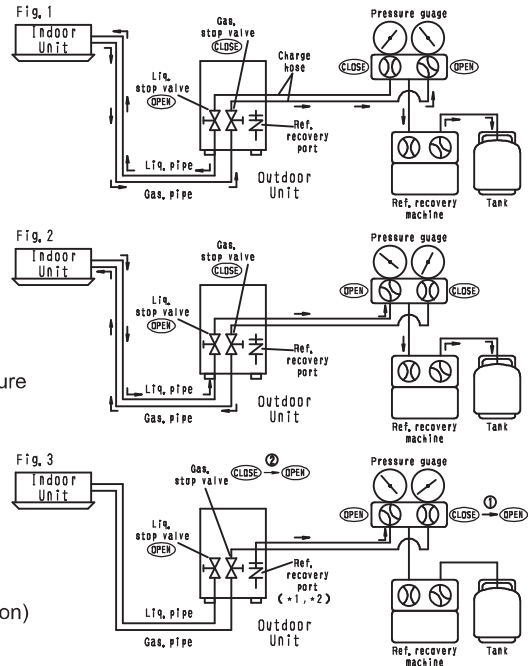 Fig. 1
Indoor
Unit
Gas.
stop valve
CLOSE
Liq.
stop valve
OPEN
Charge
hose
Pressure guage
CLOSE
OPEN
Ref.
recovery
port
Liq. pipe
Gas. pipe
Outdoor
Unit
Ref. recovery
machine
Tank
Fig. 2
Indoor
Unit
Gas.
stop valve
CLOSE
Liq.
stop valve
OPEN
Pressure guage
OPEN
CLOSE
Ref.
recovery
port
ure
Liq. pipe
Gas. pipe
Outdoor
Unit
Ref. recovery
machine
Tank
Fig. 3
Indoor
Unit
Gas.
stop valve
② CLOSE → OPEN
Liq.
stop valve
OPEN
Pressure guage
OPEN
① CLOSE → OPEN
Ref.
recovery
port
(*1, *2)
on)
Liq. pipe
Gas. pipe
Outdoor
Unit
Ref. recovery
machine
Tank